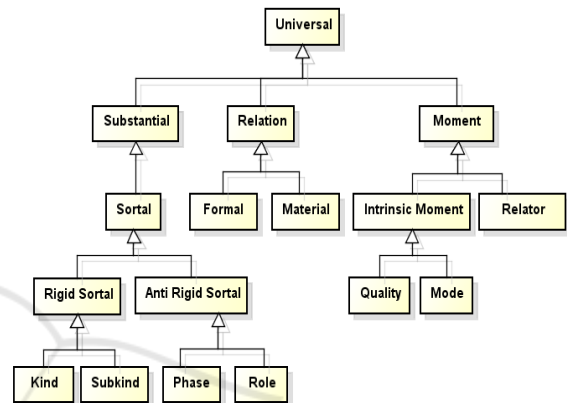 Universal
Substantial
Relation
Moment
Sortal
Formal
Material
Intrinsic Moment
Relator
Rigid Sortal
Anti Rigid Sortal
Quality
Mode
Kind
Subkind
Phase
Role